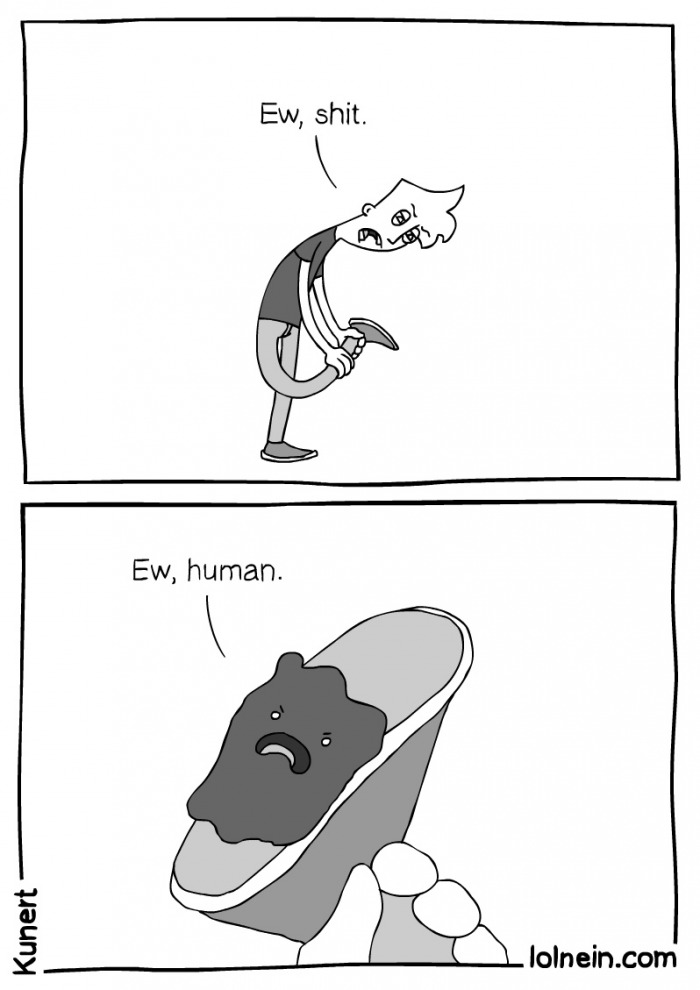 Ew, shit.
Ew, human.
Kunert
lolnein.com